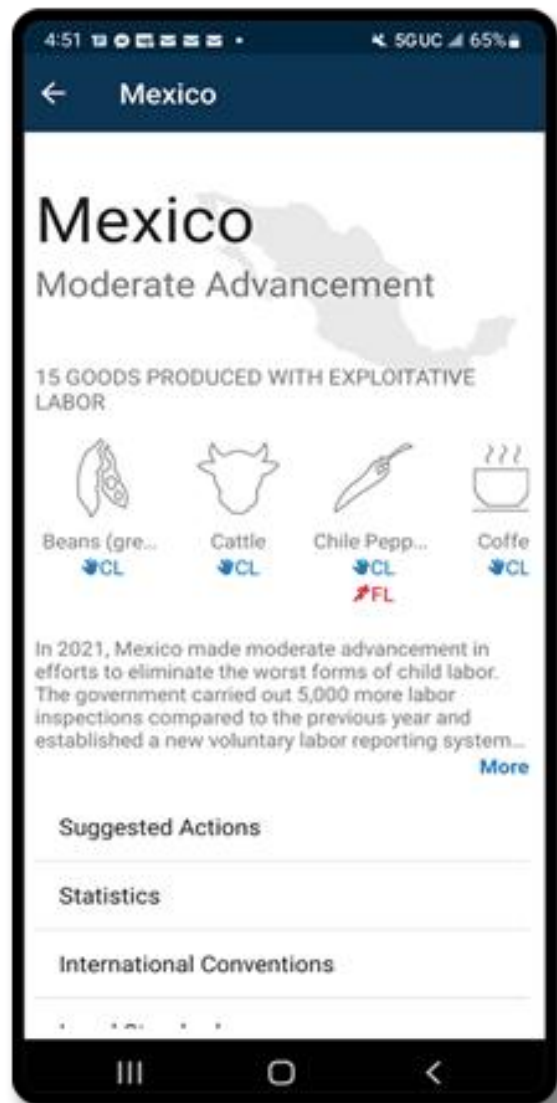 4:51
5GUC 65%
Mexico
Mexico
Moderate Advancement
15 GOODS PRODUCED WITH EXPLOITATIVE
LABOR
Beans (gre... Cattle Chile Pepp... Coffe
CL CL CL CL
FL
In 2021, Mexico made moderate advancement in
efforts to eliminate the worst forms of child labor.
The government carried out 5,000 more labor
inspections compared to the previous year and
established a new voluntary labor reporting system...
More
Suggested Actions
Statistics
International Conventions